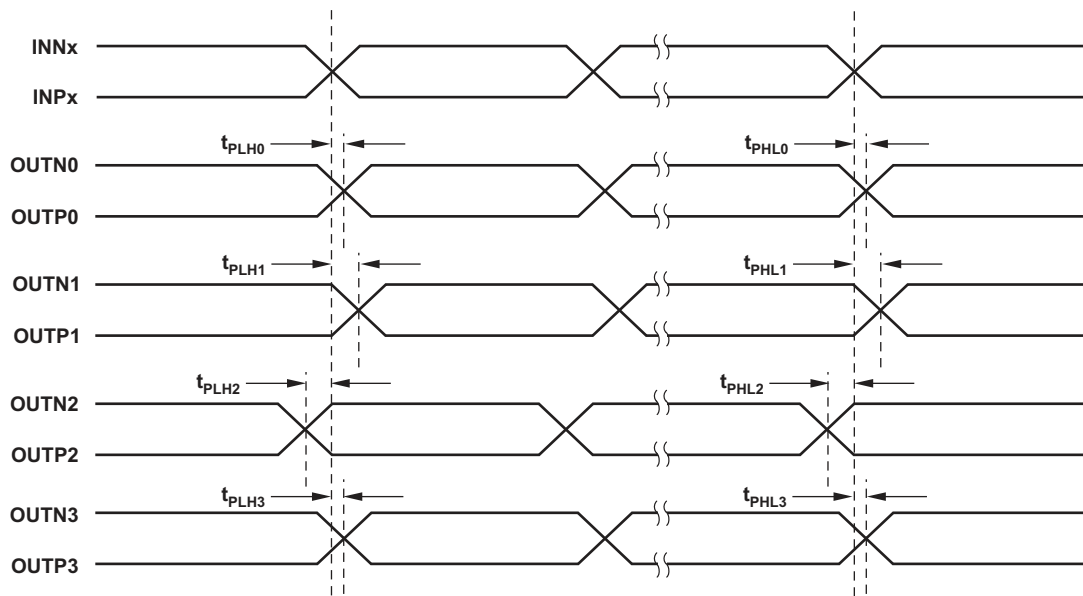 INNx
INPx
tPLH0 tPHL0
OUTN0
OUTP0
tPLH1 tPHL1
OUTN1
OUTP1
tPLH2 tPHL2
OUTN2
OUTP2
tPLH3 tPHL3
OUTN3
OUTP3